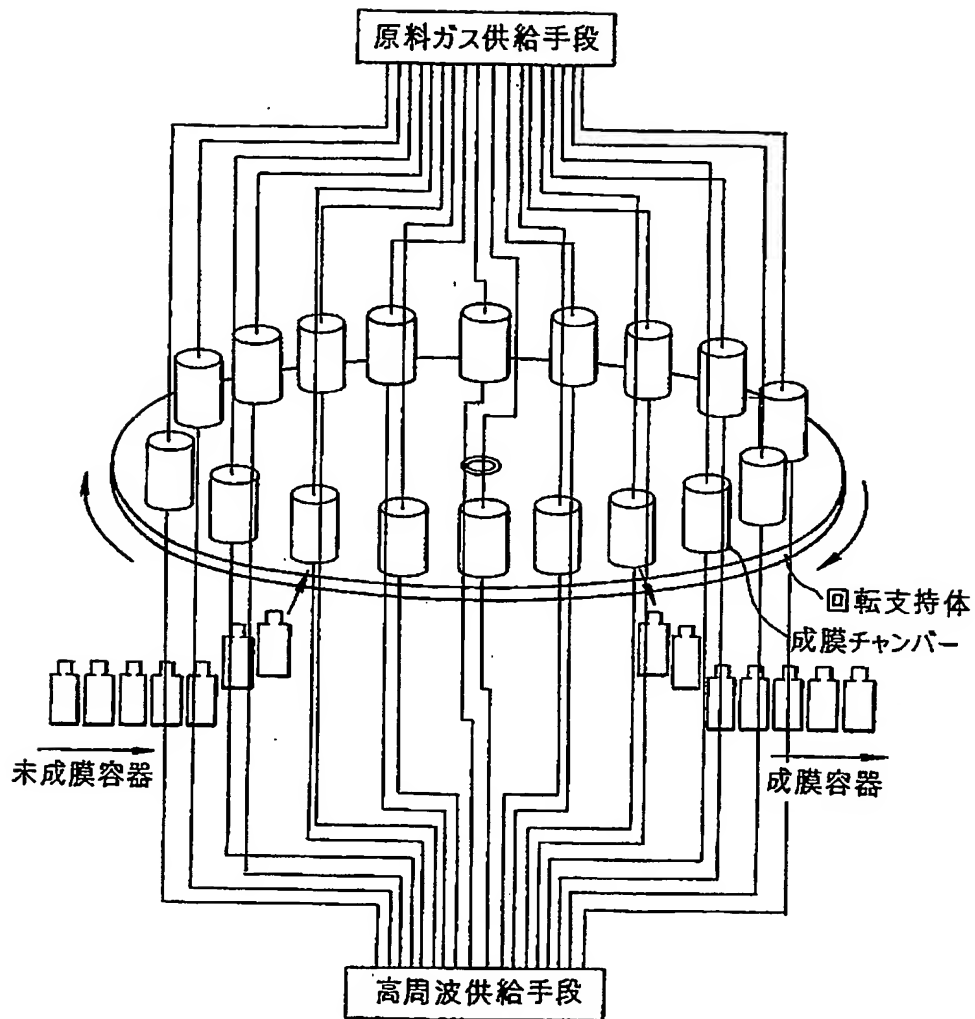 原料ガス供給手段
回転支持体
成膜チャンバー
未成膜容器
成膜容器
高周波供給手段